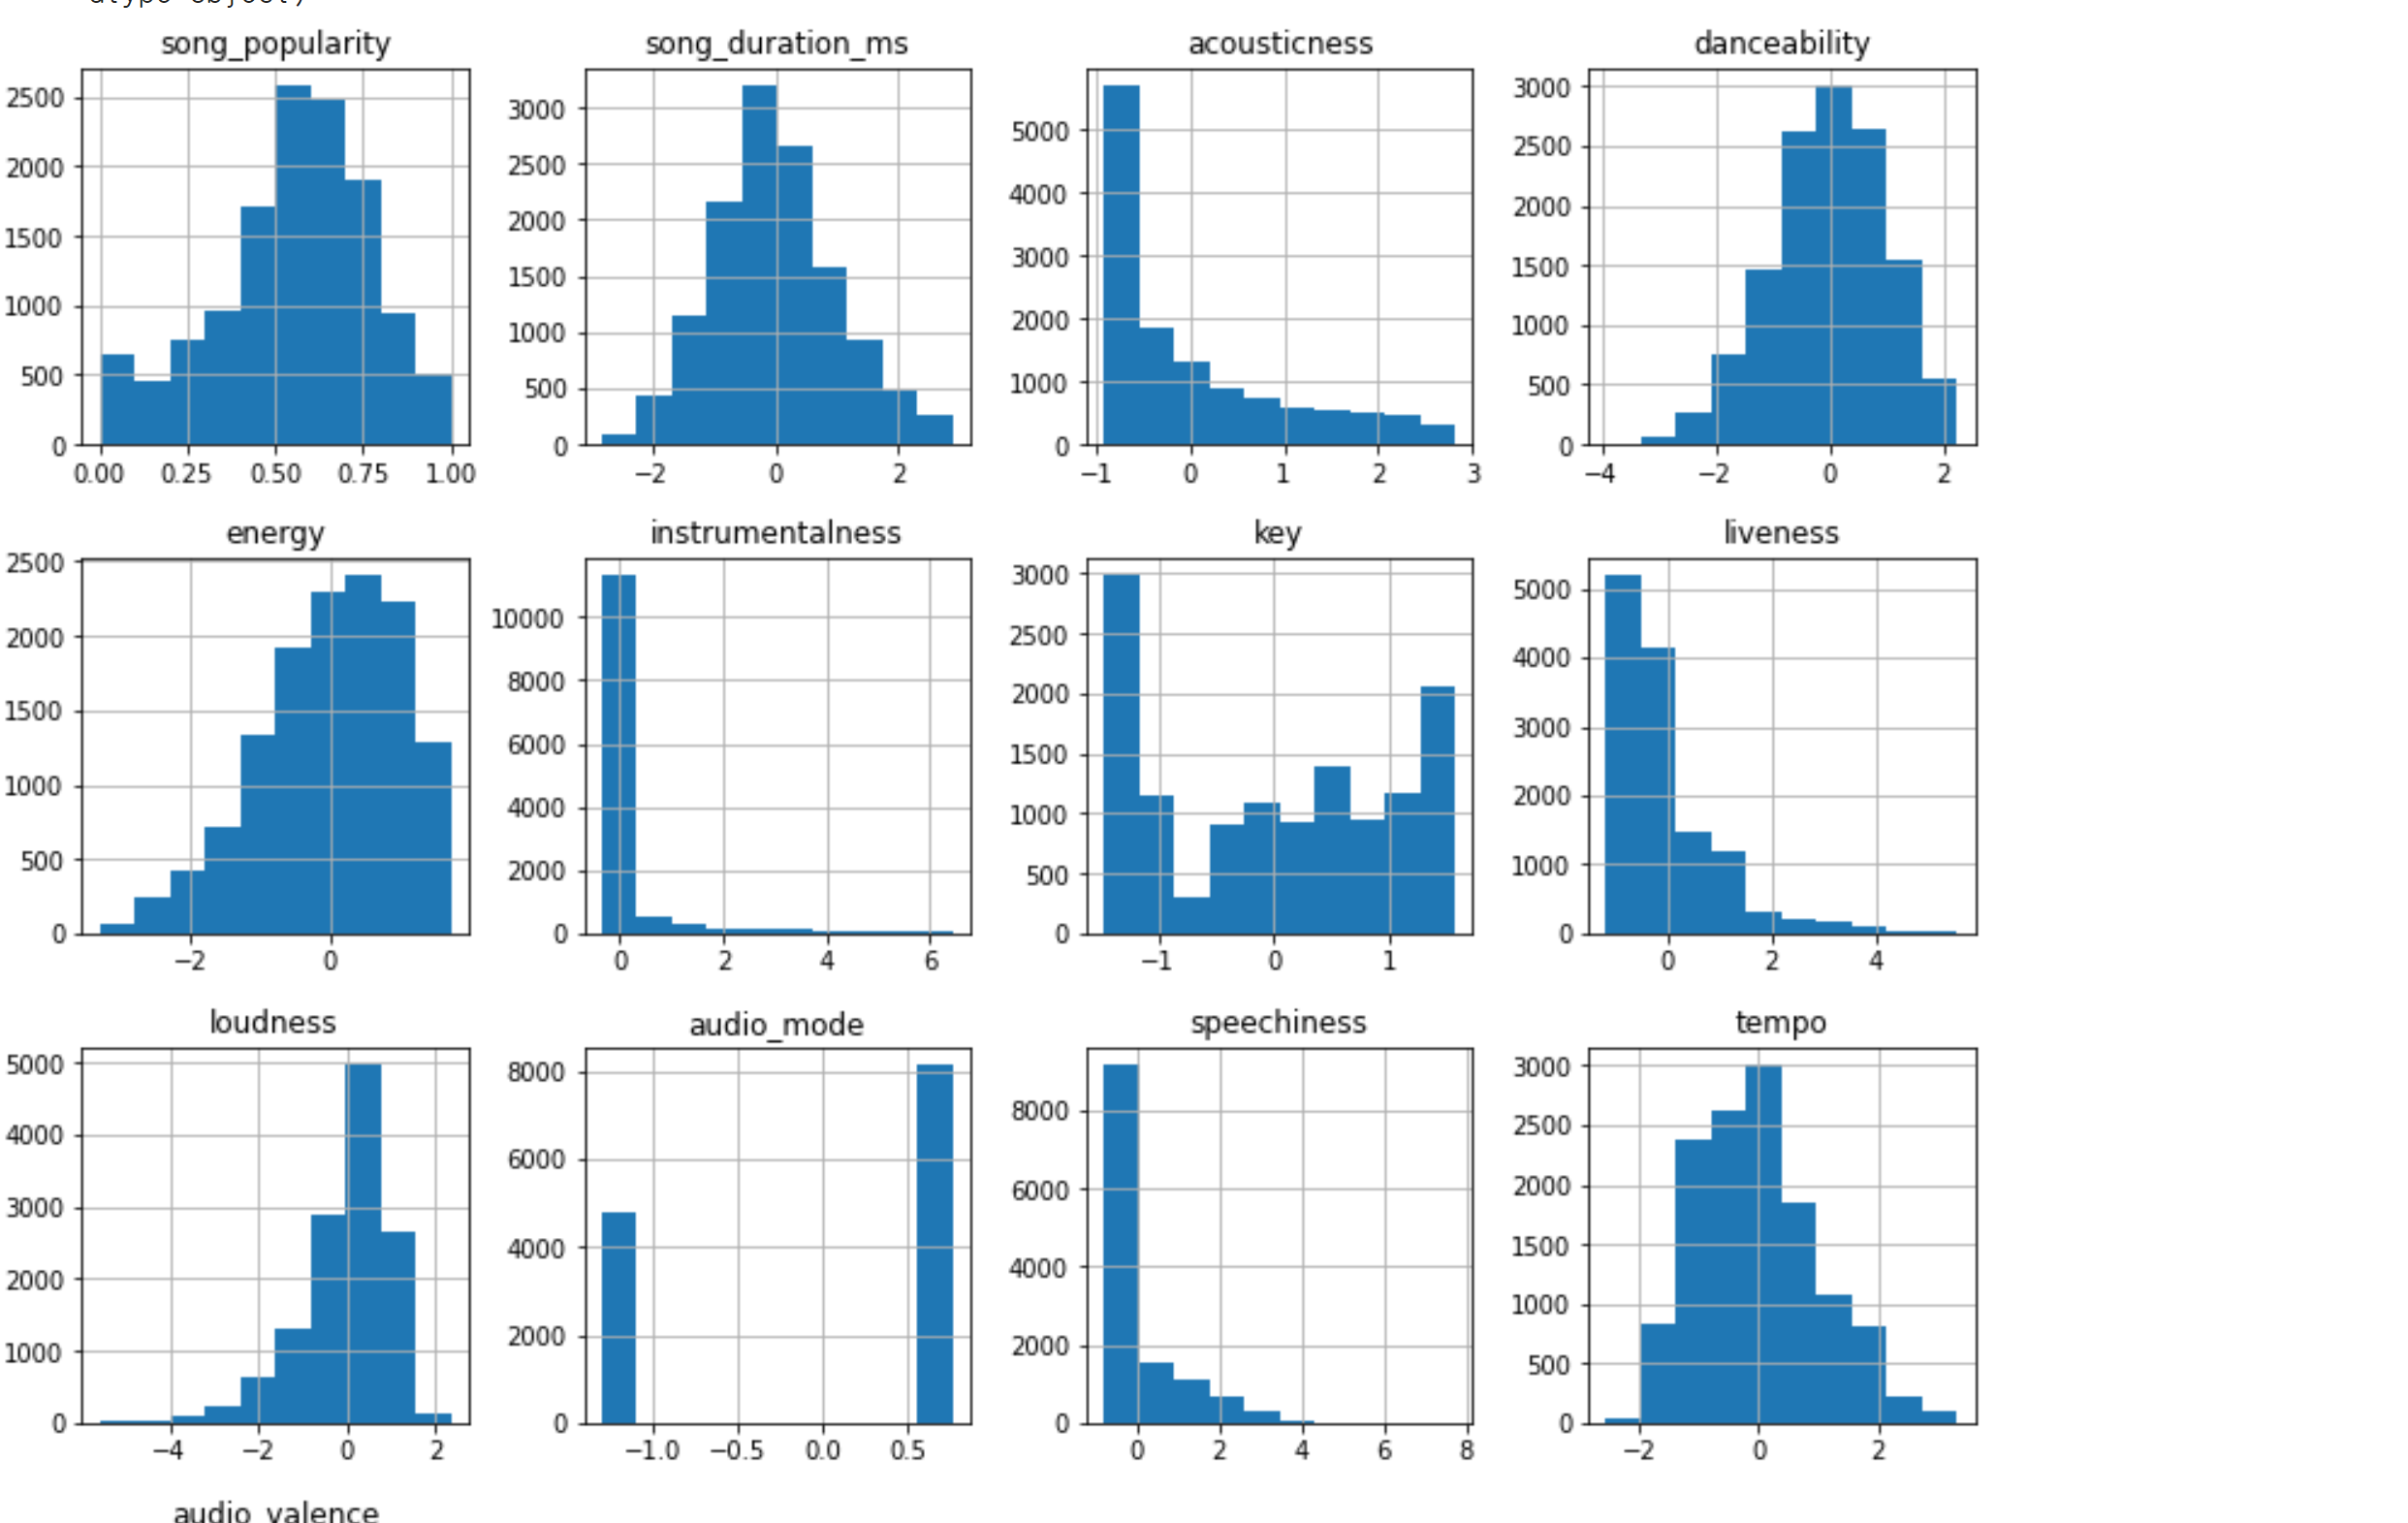 dtype=object)
song_popularity song_duration_ms acousticness danceability
2500 2000 1500 1000 500 0
0.00 0.25 0.50 0.75 1.00
3000 2500 2000 1500 1000 500 0
−2 0 2
5000 4000 3000 2000 1000 0
−1 0 1 2 3
3000 2500 2000 1500 1000 500 0
−4 −2 0 2
energy instrumentalness key liveness
2500 2000 1500 1000 500 0
−2 0
10000 8000 6000 4000 2000 0
0 2 4 6
3000 2500 2000 1500 1000 500 0
−1 0 1
5000 4000 3000 2000 1000 0
0 2 4
loudness audio_mode speechiness tempo
5000 4000 3000 2000 1000 0
−4 −2 0 2
8000 6000 4000 2000 0
−1.0 −0.5 0.0 0.5
8000 6000 4000 2000 0
0 2 4 6 8
3000 2500 2000 1500 1000 500 0
−2 0 2
audio_valence